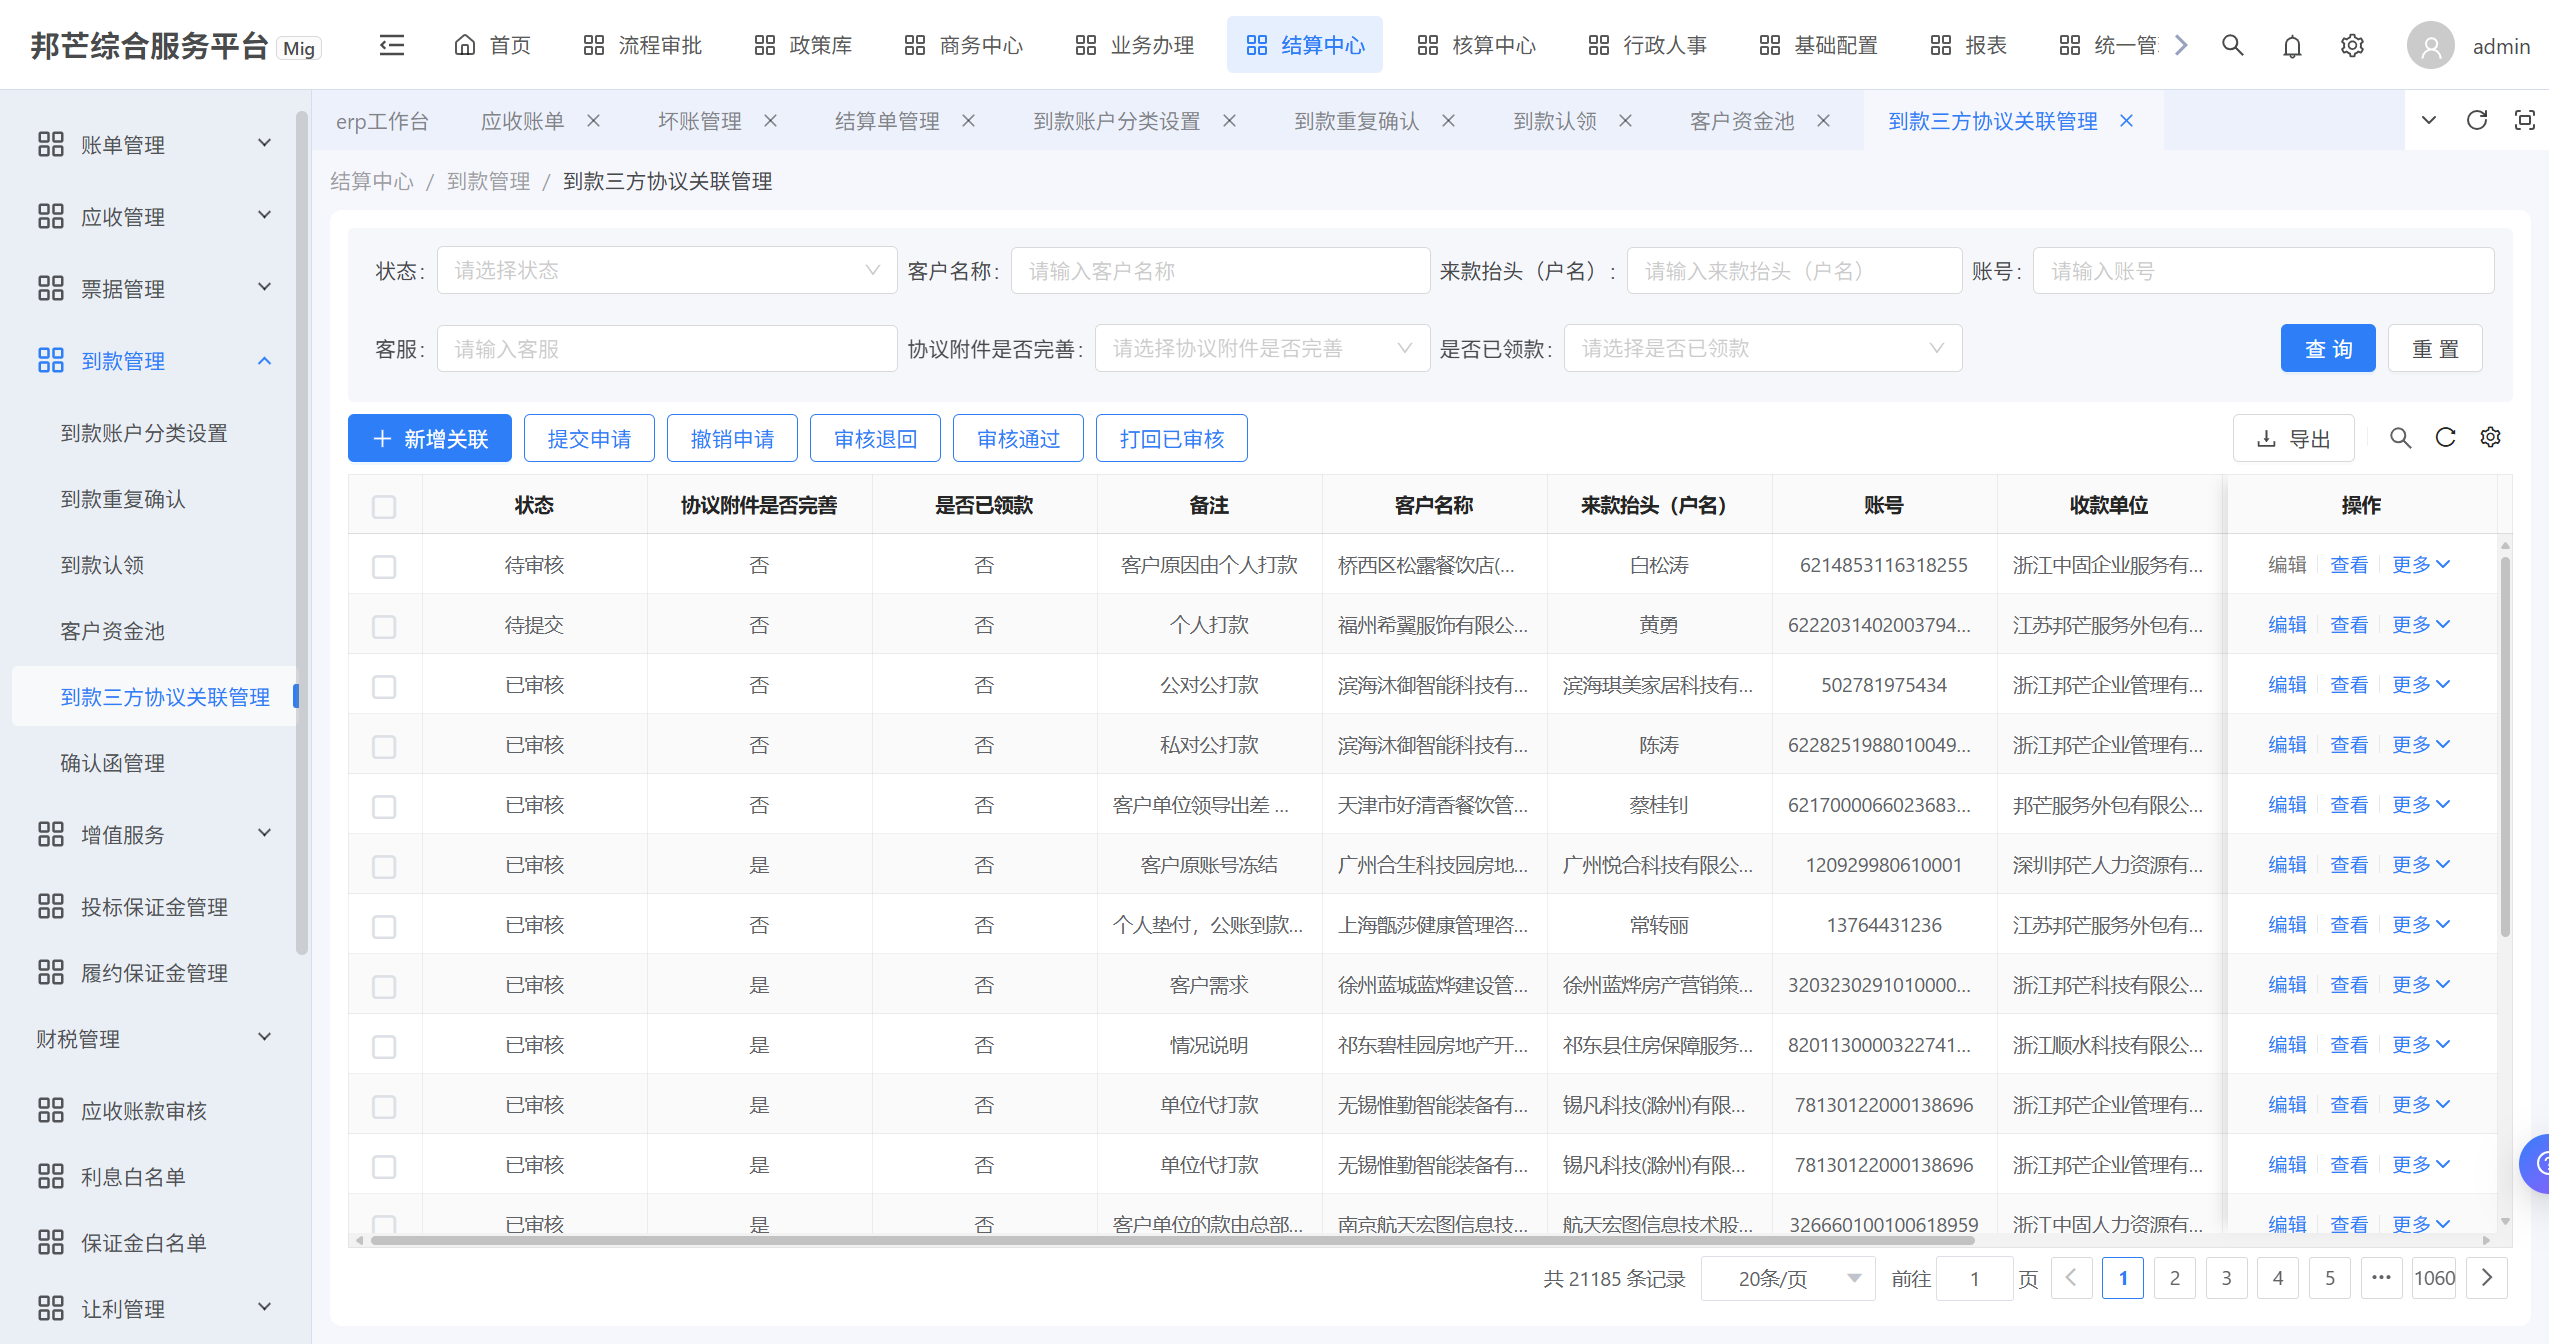 邦芒综合服务平台 Mig 首页 流程审批 政策库 商务中心 业务办理 结算中心 核算中心 行政人事 基础配置 报表 统一管 admin
erp工作台 应收账单 坏账管理 结算单管理 到款账户分类设置 到款重复确认 到款认领 客户资金池 到款三方协议关联管理
账单管理
应收管理
票据管理
到款管理
到款账户分类设置
到款重复确认
到款认领
客户资金池
到款三方协议关联管理
确认函管理
增值服务
投标保证金管理
履约保证金管理
财税管理
应收账款审核
利息白名单
保证金白名单
让利管理
结算中心 / 到款管理 / 到款三方协议关联管理
状态: 请选择状态 客户名称: 请输入客户名称 来款抬头（户名）: 请输入来款抬头（户名） 账号: 请输入账号
客服: 请输入客服 协议附件是否完善: 请选择协议附件是否完善 是否已领款: 请选择是否已领款 查 询 重 置
新增关联 提交申请 撤销申请 审核退回 审核通过 打回已审核 导出
状态 协议附件是否完善 是否已领款 备注 客户名称 来款抬头（户名） 账号 收款单位 操作
待审核 否 否 客户原因由个人打款 桥西区松露餐饮店(... 白松涛 6214853116318255 浙江中固企业服务有... 编辑 查看 更多
待提交 否 否 个人打款 福州希翼服饰有限公... 黄勇 6222031402003794... 江苏邦芒服务外包有... 编辑 查看 更多
已审核 否 否 公对公打款 滨海沐御智能科技有... 滨海琪美家居科技有... 502781975434 浙江邦芒企业管理有... 编辑 查看 更多
已审核 否 否 私对公打款 滨海沐御智能科技有... 陈涛 6228251988010049... 浙江邦芒企业管理有... 编辑 查看 更多
已审核 否 否 客户单位领导出差 ... 天津市好清香餐饮管... 蔡桂钊 6217000066023683... 邦芒服务外包有限公... 编辑 查看 更多
已审核 是 否 客户原账号冻结 广州合生科技园房地... 广州悦合科技有限公... 120929980610001 深圳邦芒人力资源有... 编辑 查看 更多
已审核 否 否 个人垫付，公账到款... 上海甑莎健康管理咨... 常转丽 13764431236 江苏邦芒服务外包有... 编辑 查看 更多
已审核 是 否 客户需求 徐州蓝城蓝烨建设管... 徐州蓝烨房产营销策... 3203230291010000... 浙江邦芒科技有限公... 编辑 查看 更多
已审核 是 否 情况说明 祁东碧桂园房地产开... 祁东县住房保障服务... 8201130000322741... 浙江顺水科技有限公... 编辑 查看 更多
已审核 是 否 单位代打款 无锡惟勤智能装备有... 锡凡科技(滁州)有限... 78130122000138696 浙江邦芒企业管理有... 编辑 查看 更多
已审核 是 否 单位代打款 无锡惟勤智能装备有... 锡凡科技(滁州)有限... 78130122000138696 浙江邦芒企业管理有... 编辑 查看 更多
已审核 是 否 客户单位的款由总部... 南京航天宏图信息技... 航天宏图信息技术股... 326660100100618959 浙江中固人力资源有... 编辑 查看 更多
共 21185 条记录 20条/页 前往 1 页 1 2 3 4 5 ••• 1060